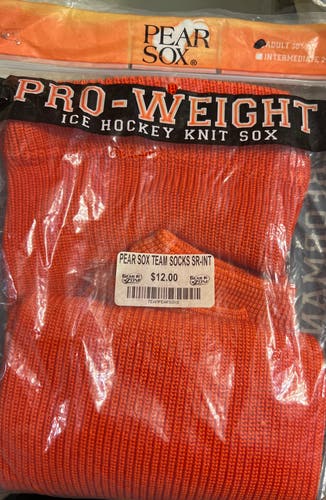 PEAR
SOX®
ADULT 30"
INTERMEDIATE 2
PRO-WEIGHT
ICE HOCKEY KNIT SOX
PEAR SOX TEAM SOCKS SR-INT
$12.00